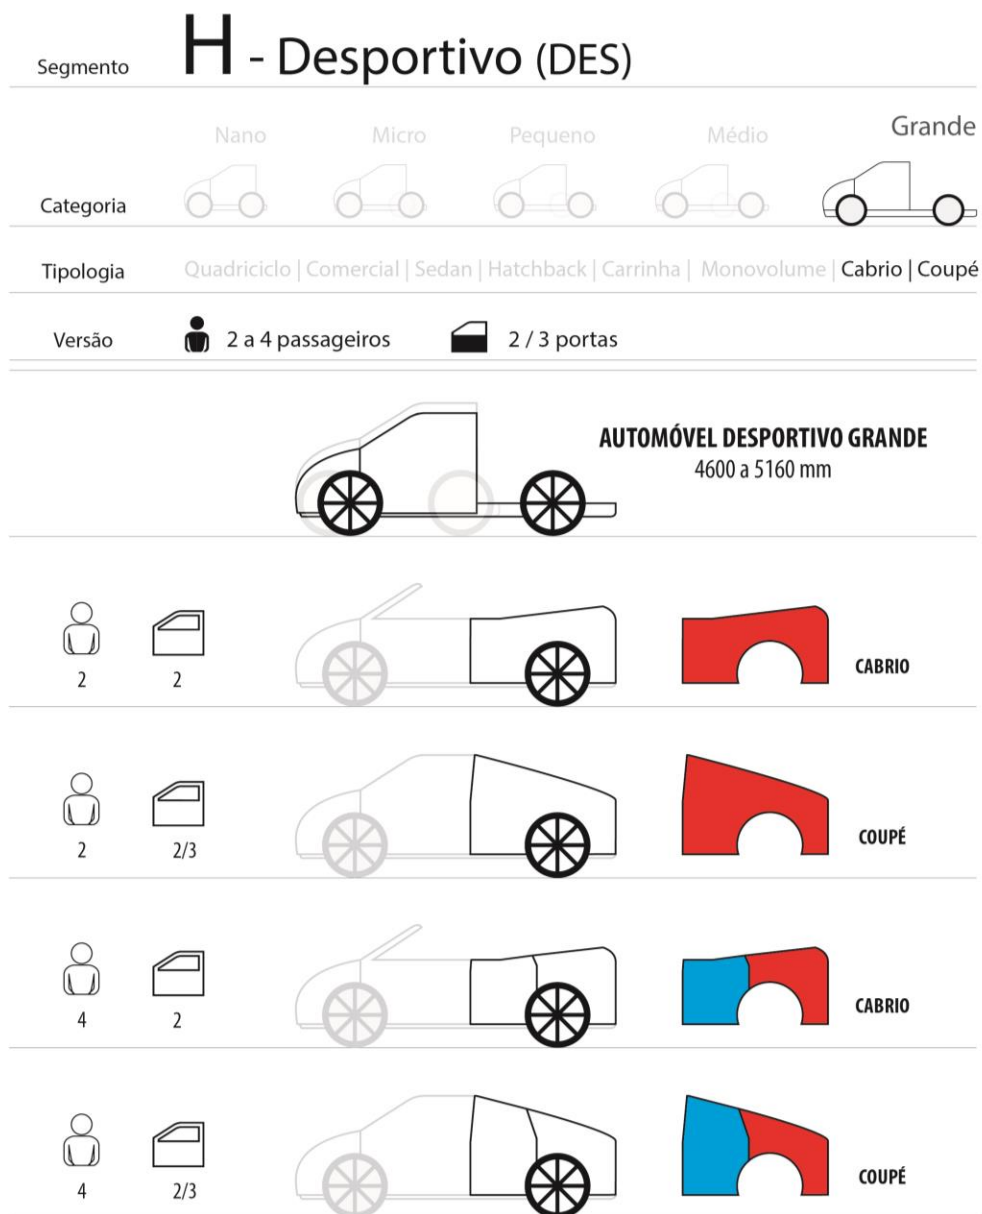 Segmento H - Desportivo (DES)
Nano Micro Pequeno Médio Grande
Categoria
Tipologia Quadriciclo | Comercial | Sedan | Hatchback | Carrinha | Monovolume | Cabrio | Coupé
Versão 2 a 4 passageiros 2 / 3 portas
AUTOMÓVEL DESPORTIVO GRANDE
4600 a 5160 mm
CABRIO
2 2
COUPÉ
2 2/3
CABRIO
4 2
COUPÉ
4 2/3